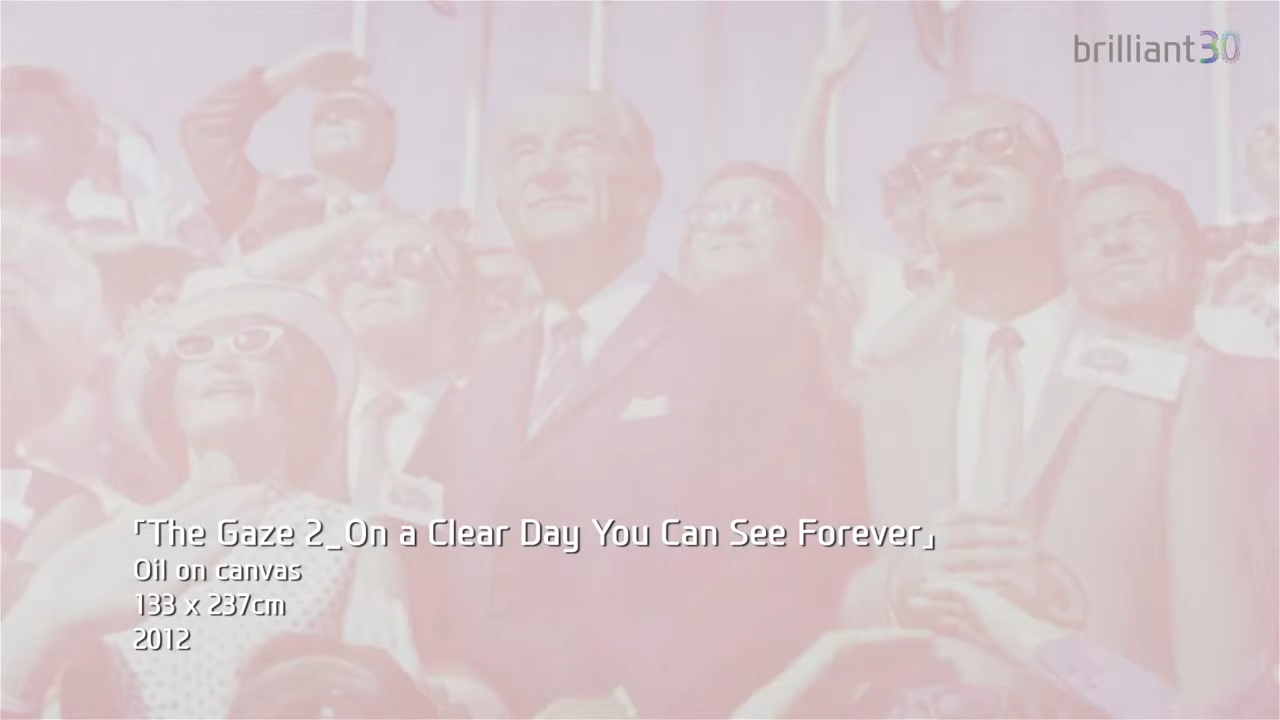 brilliant30
「The Gaze 2_On a Clear Day You Can See Forever」
Oil on canvas
133 x 237cm
2012